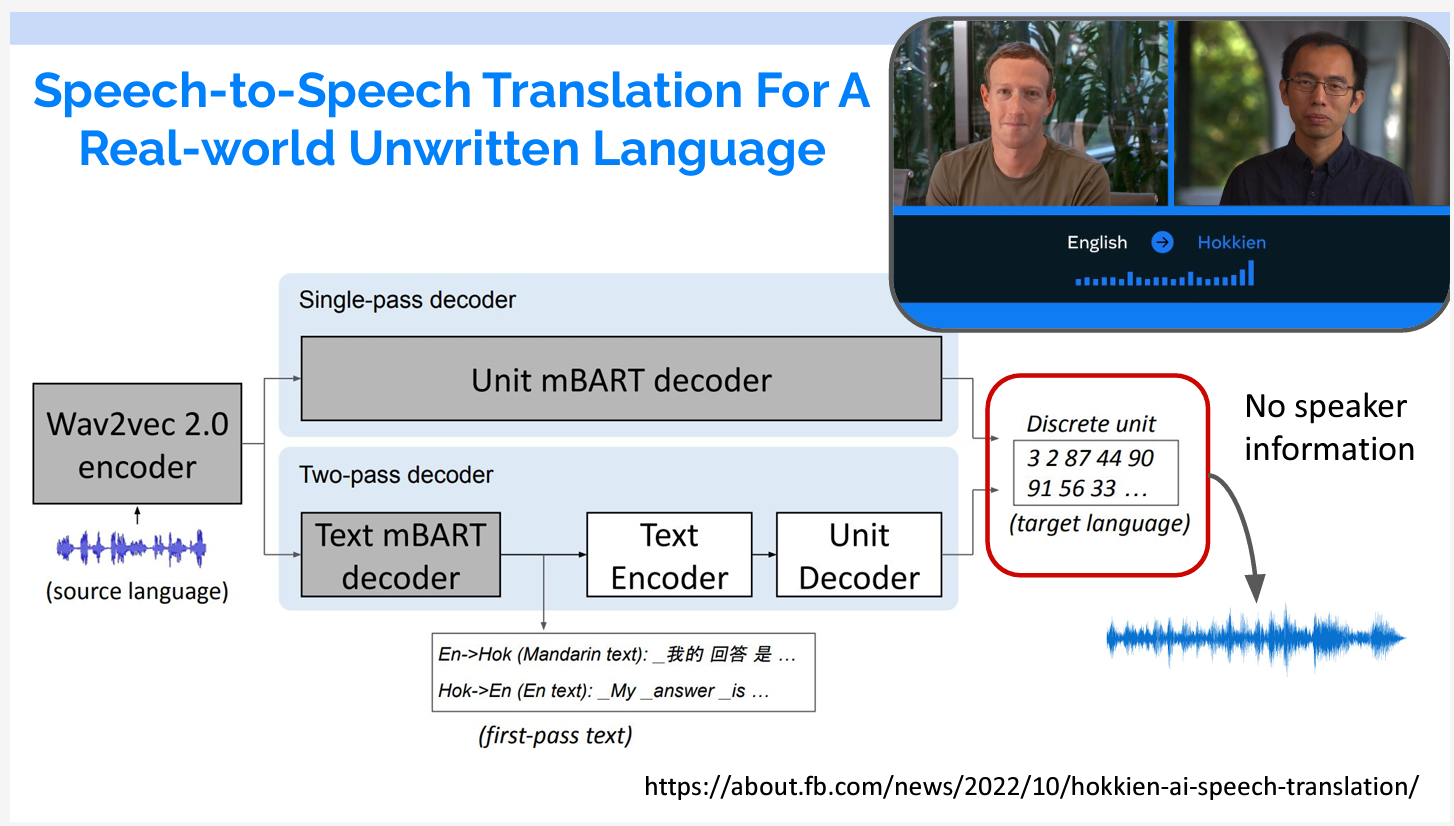 Speech-to-Speech Translation For A
Real-world Unwritten Language
English
Hokkien
Single-pass decoder
Unit mBART decoder
Wav2vec 2.0
encoder
(source language)
Two-pass decoder
Text mBART
decoder
Text
Encoder
Unit
Decoder
En->Hok (Mandarin text): _我的 回答 是 ...
Hok->En (En text): _My _answer _is ...
(first-pass text)
Discrete unit
3 2 87 44 90
91 56 33 ...
(target language)
No speaker
information
https://about.fb.com/news/2022/10/hokkien-ai-speech-translation/